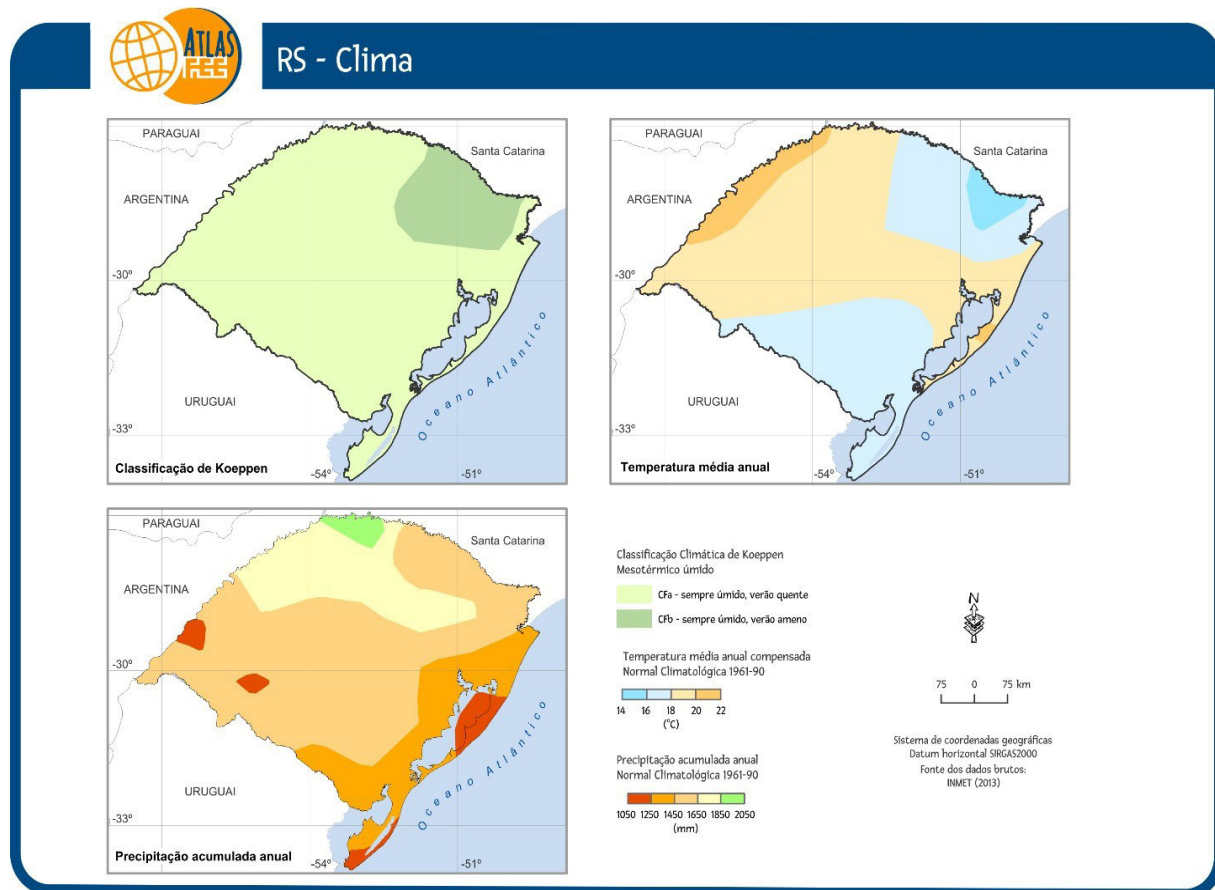 ATLAS
FEE
RS - Clima
PARAGUAI
Santa Catarina
ARGENTINA
-30º
URUGUAI
Oceano Atlântico
-33º
-54º
-51º
Classificação de Koeppen
PARAGUAI
Santa Catarina
ARGENTINA
-30º
URUGUAI
Oceano Atlântico
-33º
-54º
-51º
Temperatura média anual
PARAGUAI
Santa Catarina
ARGENTINA
-30º
URUGUAI
Oceano Atlântico
-33º
-54º
-51º
Precipitação acumulada anual
Classificação Climática de Koeppen
Mesotérmico úmido
CFa - sempre úmido, verão quente
CFb - sempre úmido, verão ameno
Temperatura média anual compensada
Normal Climatológica 1961-90
14 16 18 20 22
(°C)
Precipitação acumulada anual
Normal Climatológica 1961-90
1050 1250 1450 1650 1850 2050
(mm)
N
75 0 75 km
Sistema de coordenadas geográficas
Datum horizontal SIRGAS2000
Fonte dos dados brutos:
INMET (2013)